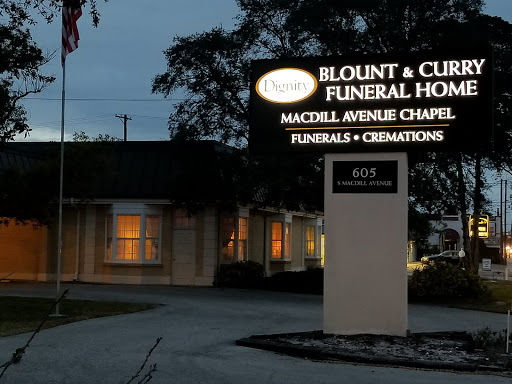 Dignity
BLOUNT & CURRY
FUNERAL HOME
MACDILL AVENUE CHAPEL
FUNERALS • CREMATIONS
605
S MACDILL AVENUE